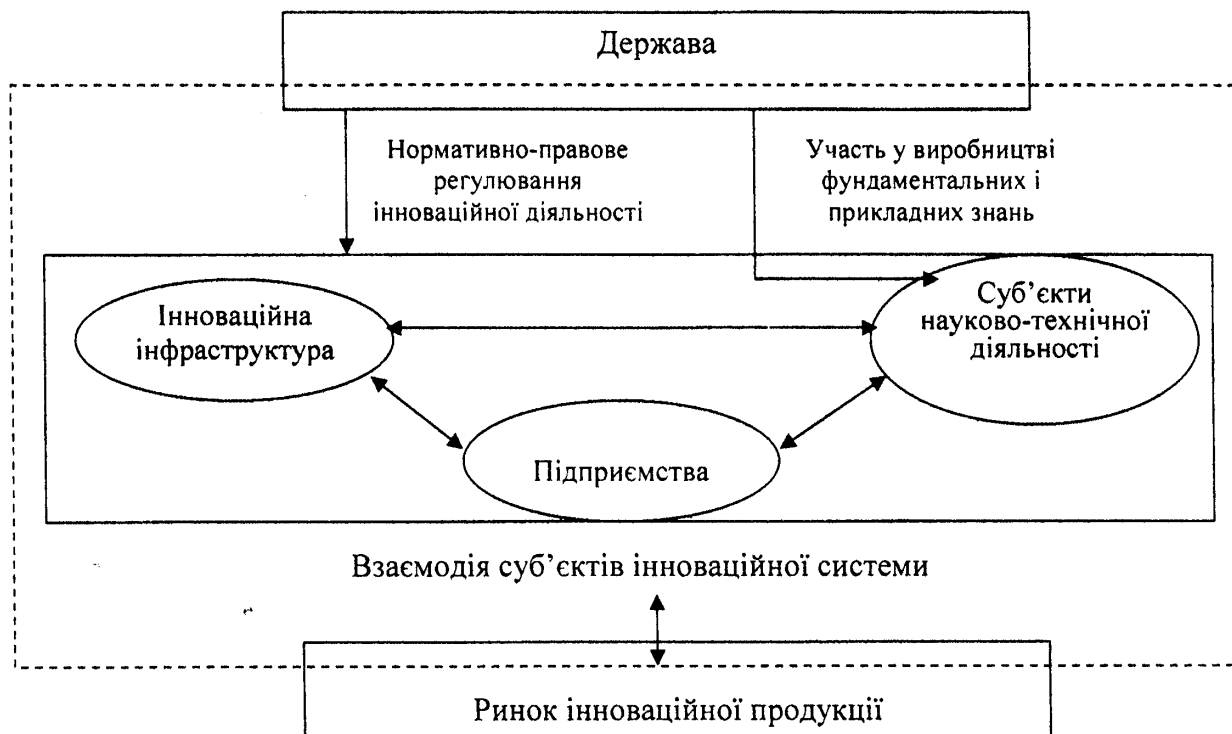 Держава
Нормативно-правове
регулювання
інноваційної діяльності
Участь у виробництві
фундаментальних і
прикладних знань
Інноваційна
інфраструктура
Суб’єкти
науково-технічної
діяльності
Підприємства
Взаємодія суб’єктів інноваційної системи
Ринок інноваційної продукції